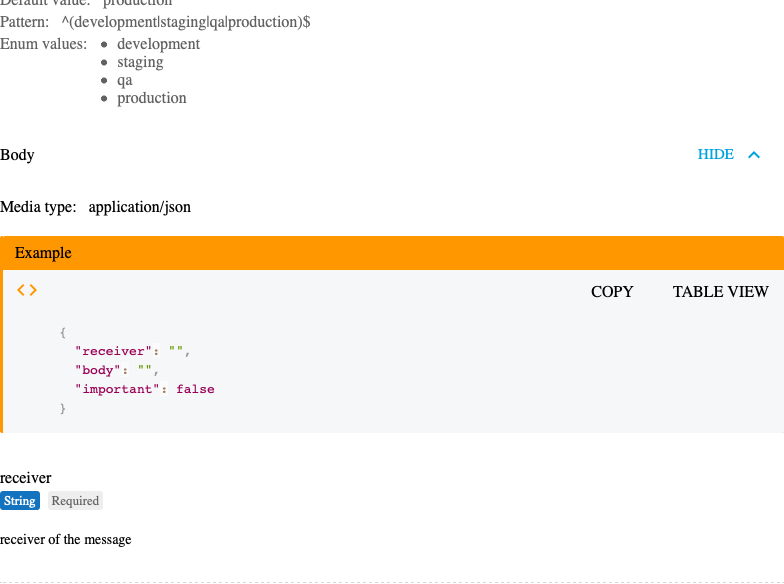 Default value: production
Pattern: ^(development|staging|qa|production)$
Enum values: • development
• staging
• qa
• production
Body HIDE
Media type: application/json
Example
<> COPY TABLE VIEW
{
"receiver": "",
"body": "",
"important": false
}
receiver
String Required
receiver of the message